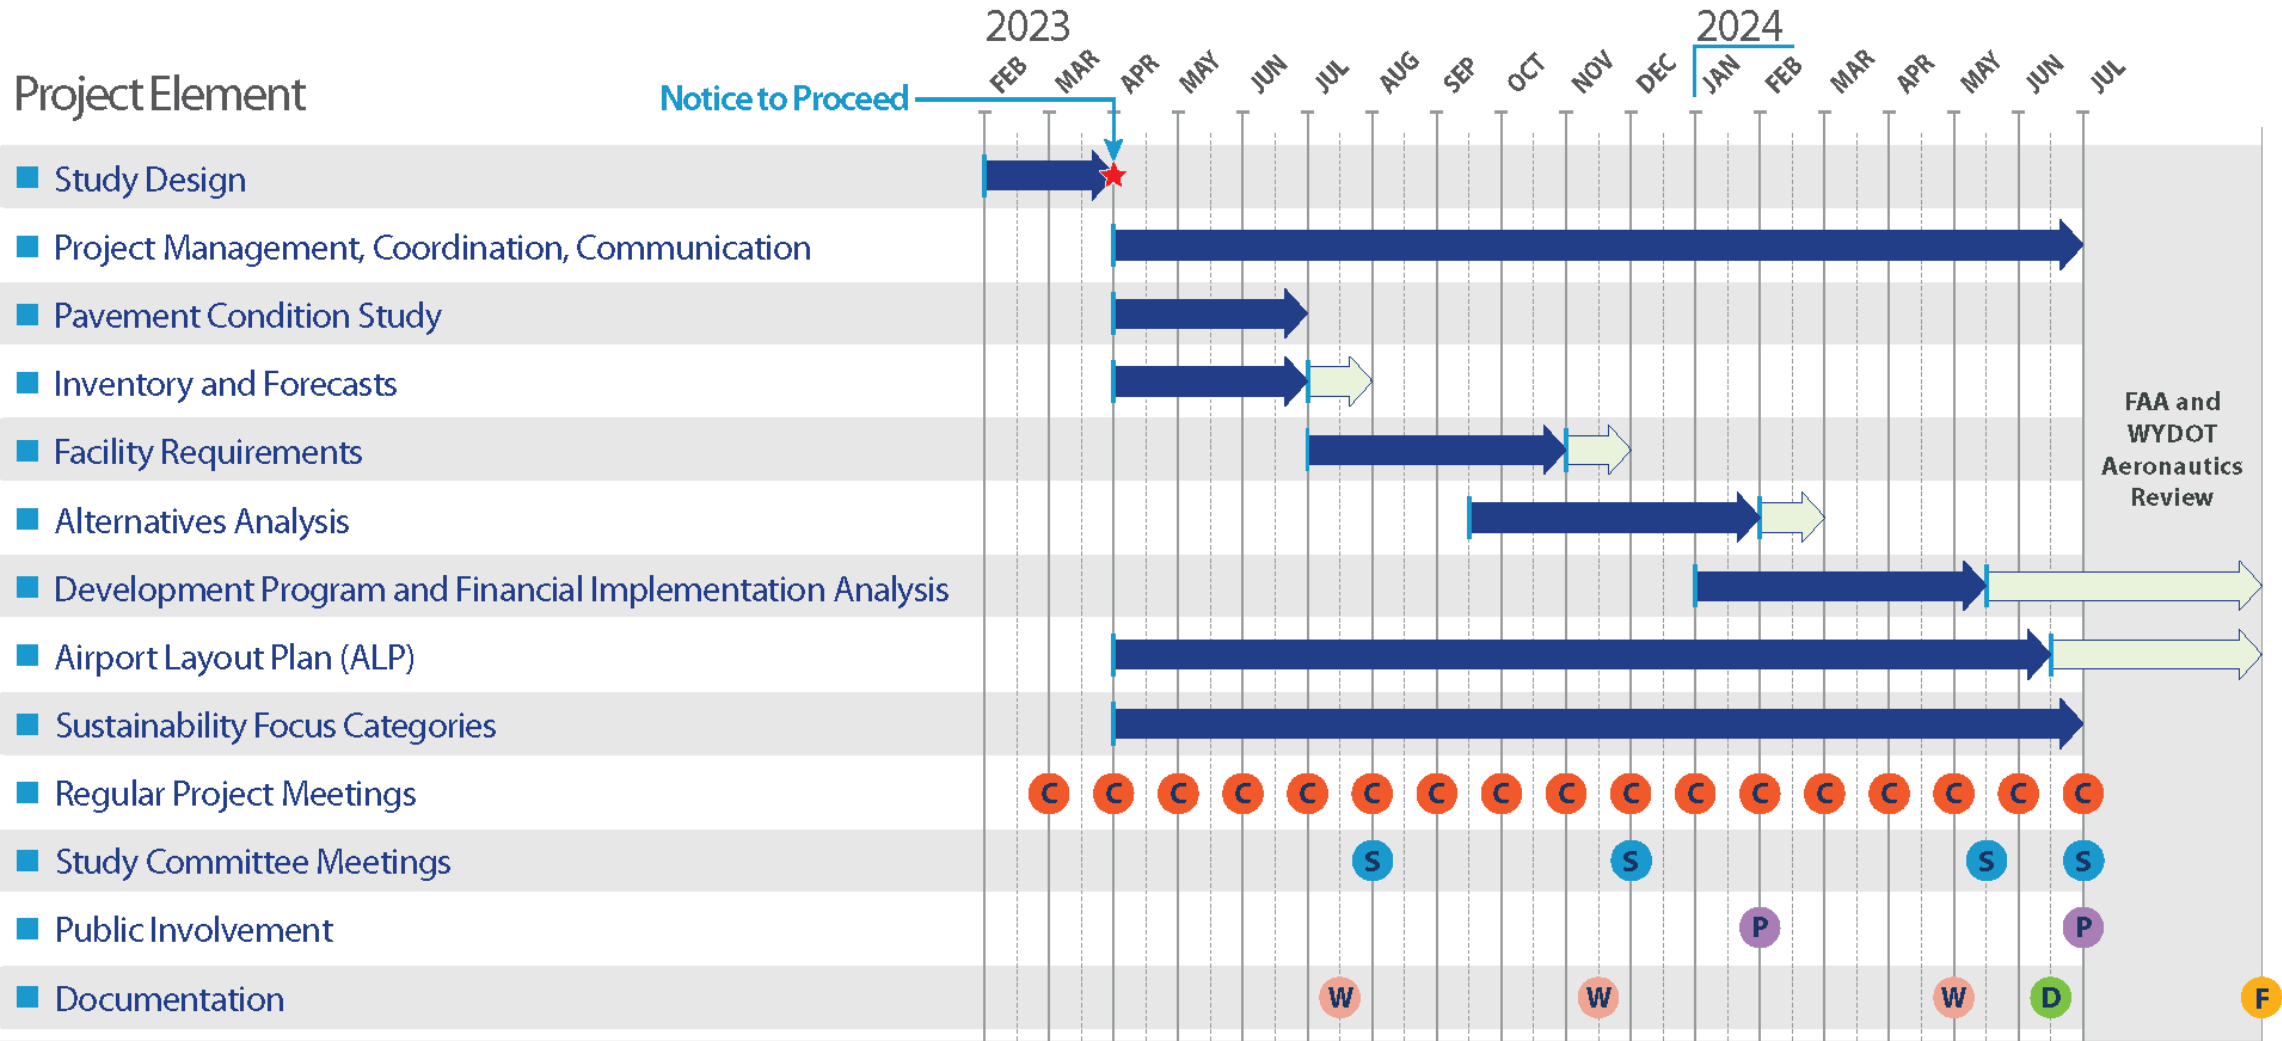 2023
2024
FEB MAR APR MAY JUN JUL AUG SEP OCT NOV DEC JAN FEB MAR APR MAY JUN JUL
Project Element
Notice to Proceed
Study Design
Project Management, Coordination, Communication
Pavement Condition Study
Inventory and Forecasts
Facility Requirements
Alternatives Analysis
Development Program and Financial Implementation Analysis
Airport Layout Plan (ALP)
Sustainability Focus Categories
FAA and
WYDOT
Aeronautics
Review
Regular Project Meetings
C C C C C C C C C C C C C C C C C
Study Committee Meetings
S S S S
Public Involvement
P P
Documentation
W W W D F